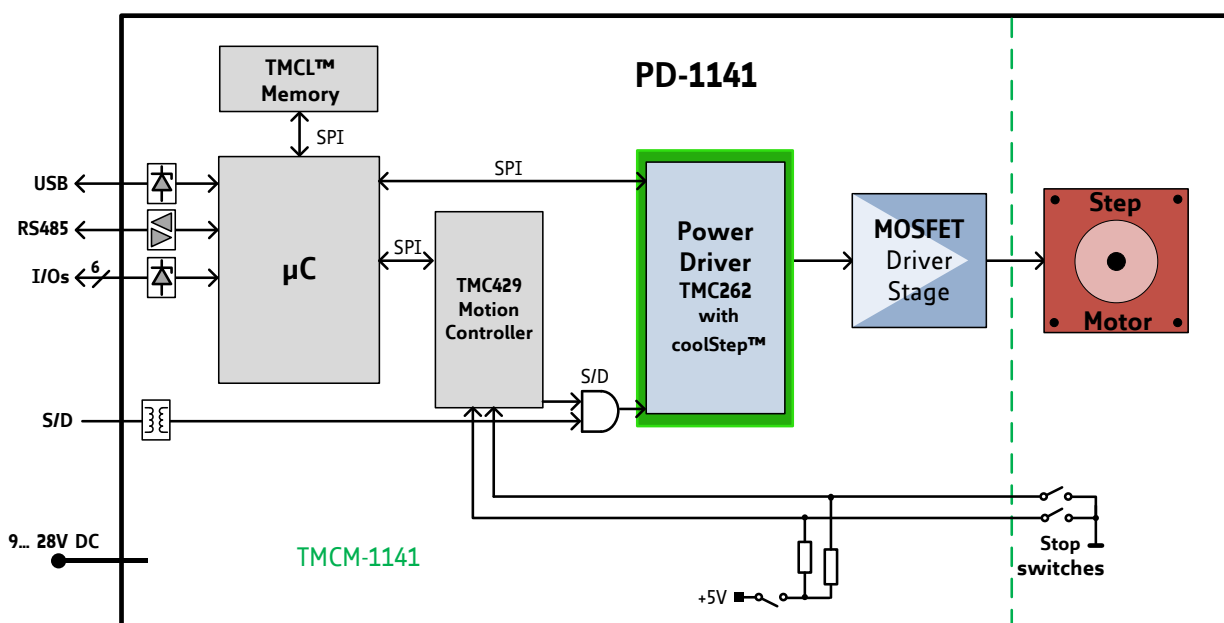 PD-1141
TMCL™
Memory
SPI
USB
RS485
I/Os
6
µC
SPI
SPI
TMC429
Motion
Controller
Power
Driver
TMC262
with
coolStep™
MOSFET
Driver
Stage
Step
Motor
S/D
S/D
9... 28V DC
TMCM-1141
+5V
Stop
switches